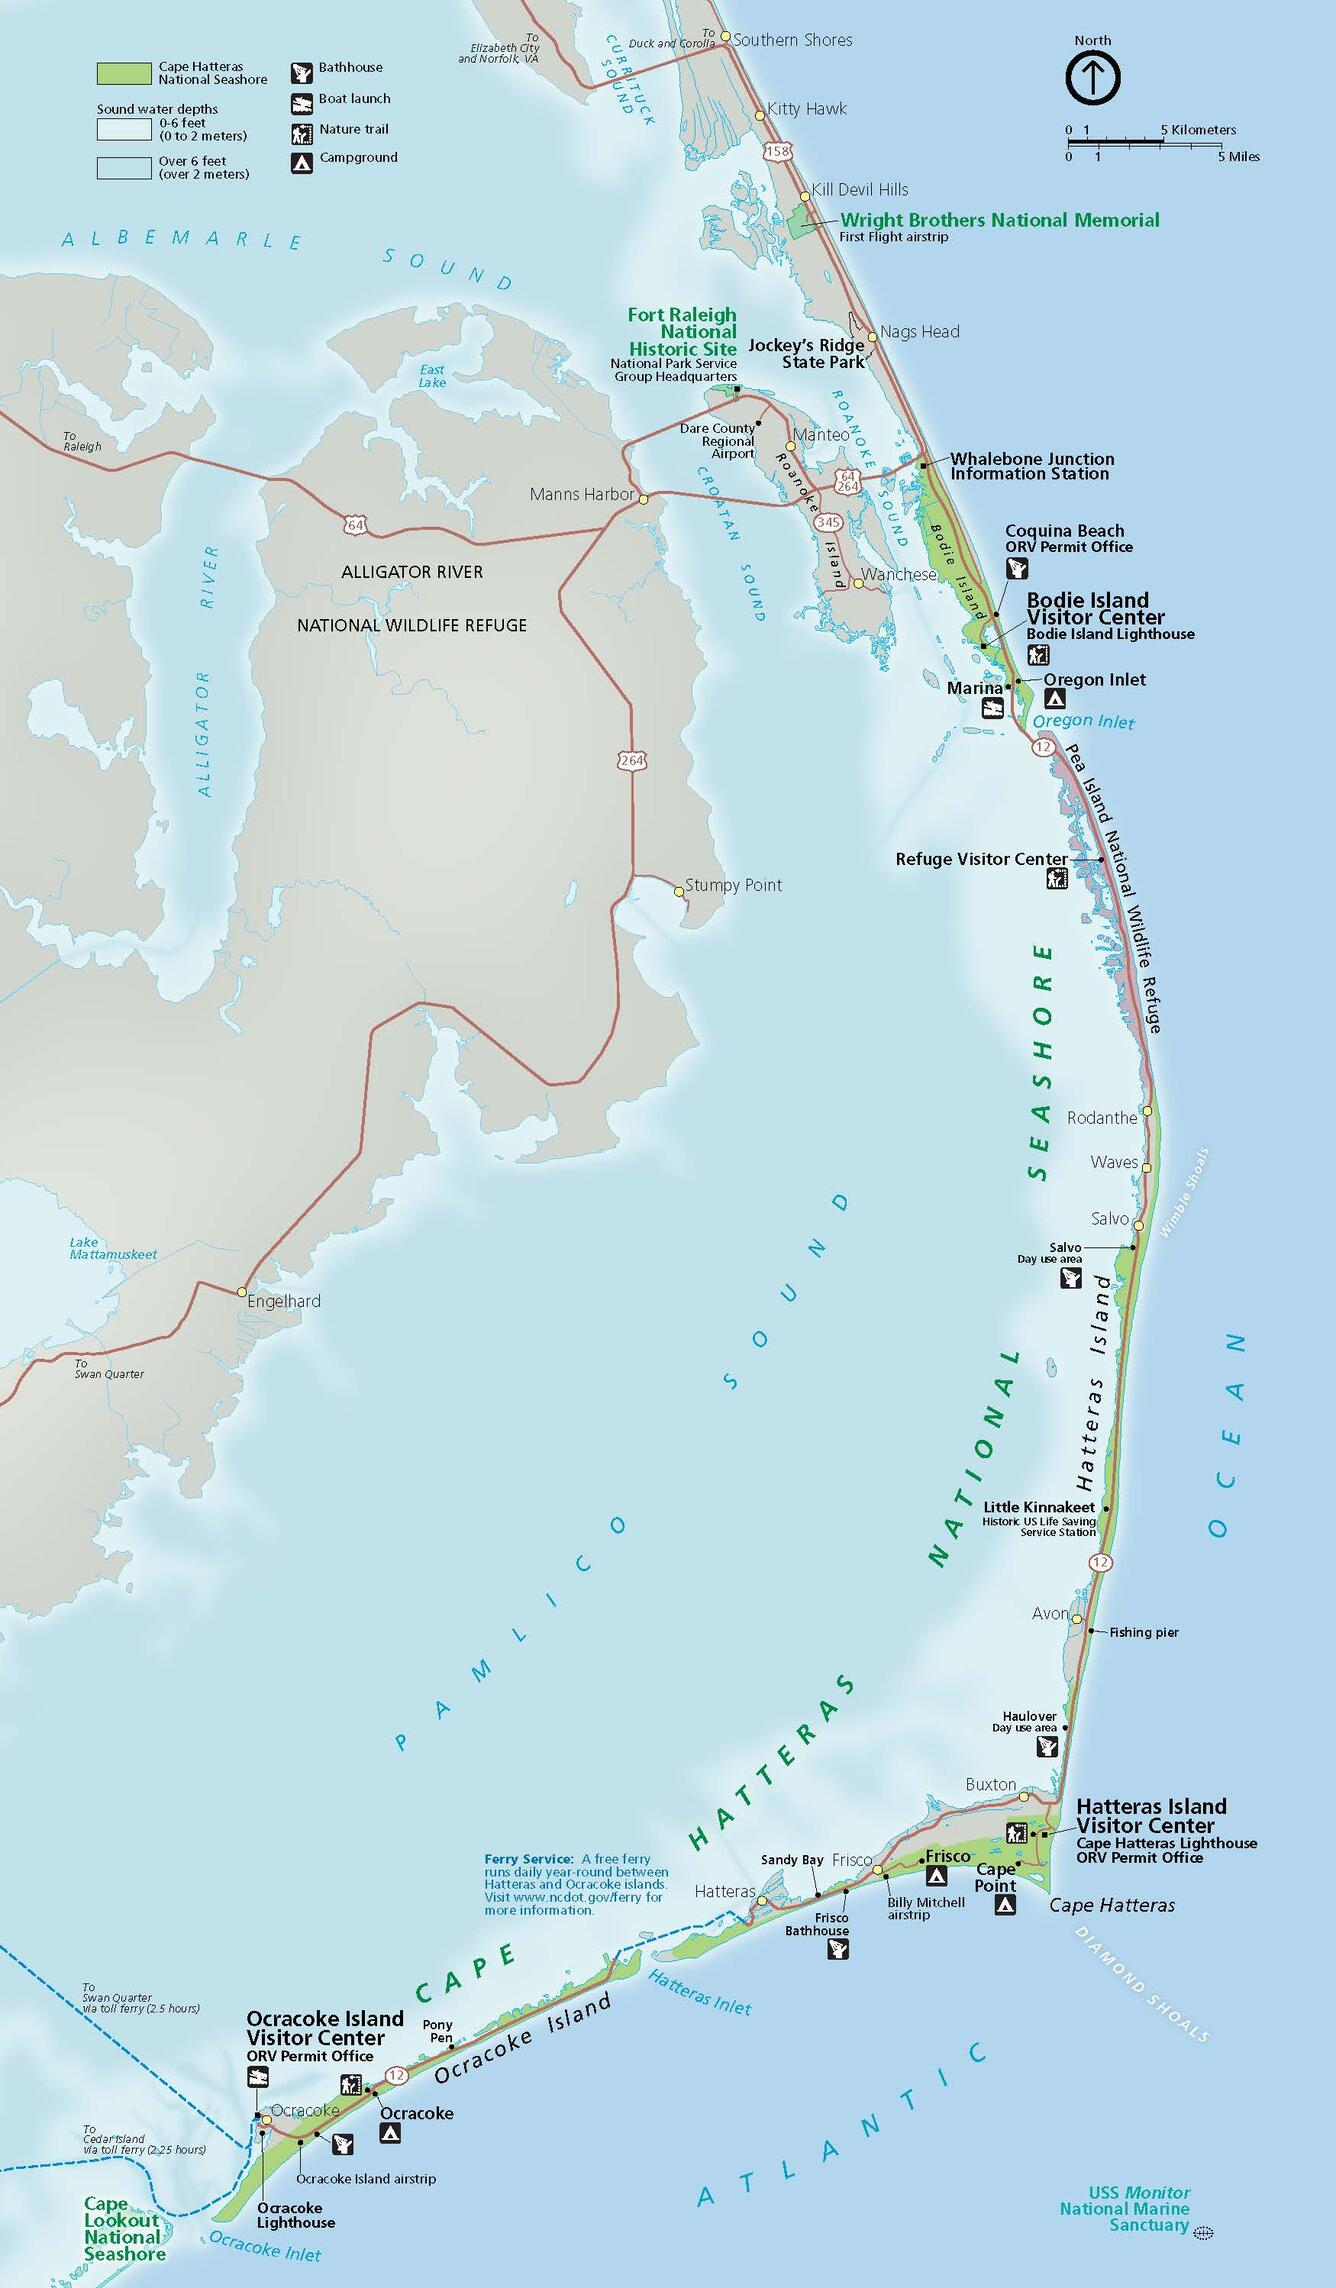 Cape Hatteras
National Seashore
Sound water depths
0-6 feet
(0 to 2 meters)
Over 6 feet
(over 2 meters)
Bathhouse
Boat launch
Nature trail
Campground
North
0 1 5 Kilometers
0 1 5 Miles
To
Elizabeth City
and Norfolk, VA
CURRITUCK
SOUND
To
Duck and Corolla
Southern Shores
Kitty Hawk
158
Kill Devil Hills
Wright Brothers National Memorial
First Flight airstrip
ALBEMARLE SOUND
Fort Raleigh
National
Historic Site
National Park Service
Group Headquarters
Jockey's Ridge
State Park
Nags Head
East
Lake
To
Raleigh
Dare County
Regional
Airport
Manteo
ROANOKE SOUND
Roanoke Island
Whalebone Junction
Information Station
64
264
Manns Harbor
CROATAN SOUND
64
345
Wanchese
Bodie Island
Coquina Beach
ORV Permit Office
ALLIGATOR RIVER
NATIONAL WILDLIFE REFUGE
ALLIGATOR RIVER
Bodie Island
Visitor Center
Bodie Island Lighthouse
Marina
Oregon Inlet
Oregon Inlet
12
264
Pea Island National Wildlife Refuge
Refuge Visitor Center
Stumpy Point
Rodanthe
Waves
Wimble Shoals
Salvo
Salvo
Day use area
Hatteras Island
Lake
Mattamuskeet
Engelhard
To
Swan Quarter
PAMLICO SOUND
CAPE HATTERAS NATIONAL SEASHORE
ATLANTIC OCEAN
Little Kinnakeet
Historic US Life Saving
Service Station
12
Avon
Fishing pier
Haulover
Day use area
Buxton
Hatteras Island
Visitor Center
Cape Hatteras Lighthouse
ORV Permit Office
Ferry Service: A free ferry
runs daily year-round between
Hatteras and Ocracoke islands.
Visit www.ncdot.gov/ferry for
more information.
Sandy Bay
Frisco
Frisco
Cape
Point
Hatteras
Frisco
Bathhouse
Billy Mitchell
airstrip
Cape Hatteras
DIAMOND SHOALS
Hatteras Inlet
To
Swan Quarter
via toll ferry (2.5 hours)
Ocracoke Island
Visitor Center
ORV Permit Office
Pony
Pen
Ocracoke Island
12
Ocracoke
Ocracoke
To
Cedar Island
via toll ferry (2.25 hours)
Ocracoke Island airstrip
Ocracoke
Lighthouse
Cape
Lookout
National
Seashore
Ocracoke Inlet
USS Monitor
National Marine
Sanctuary